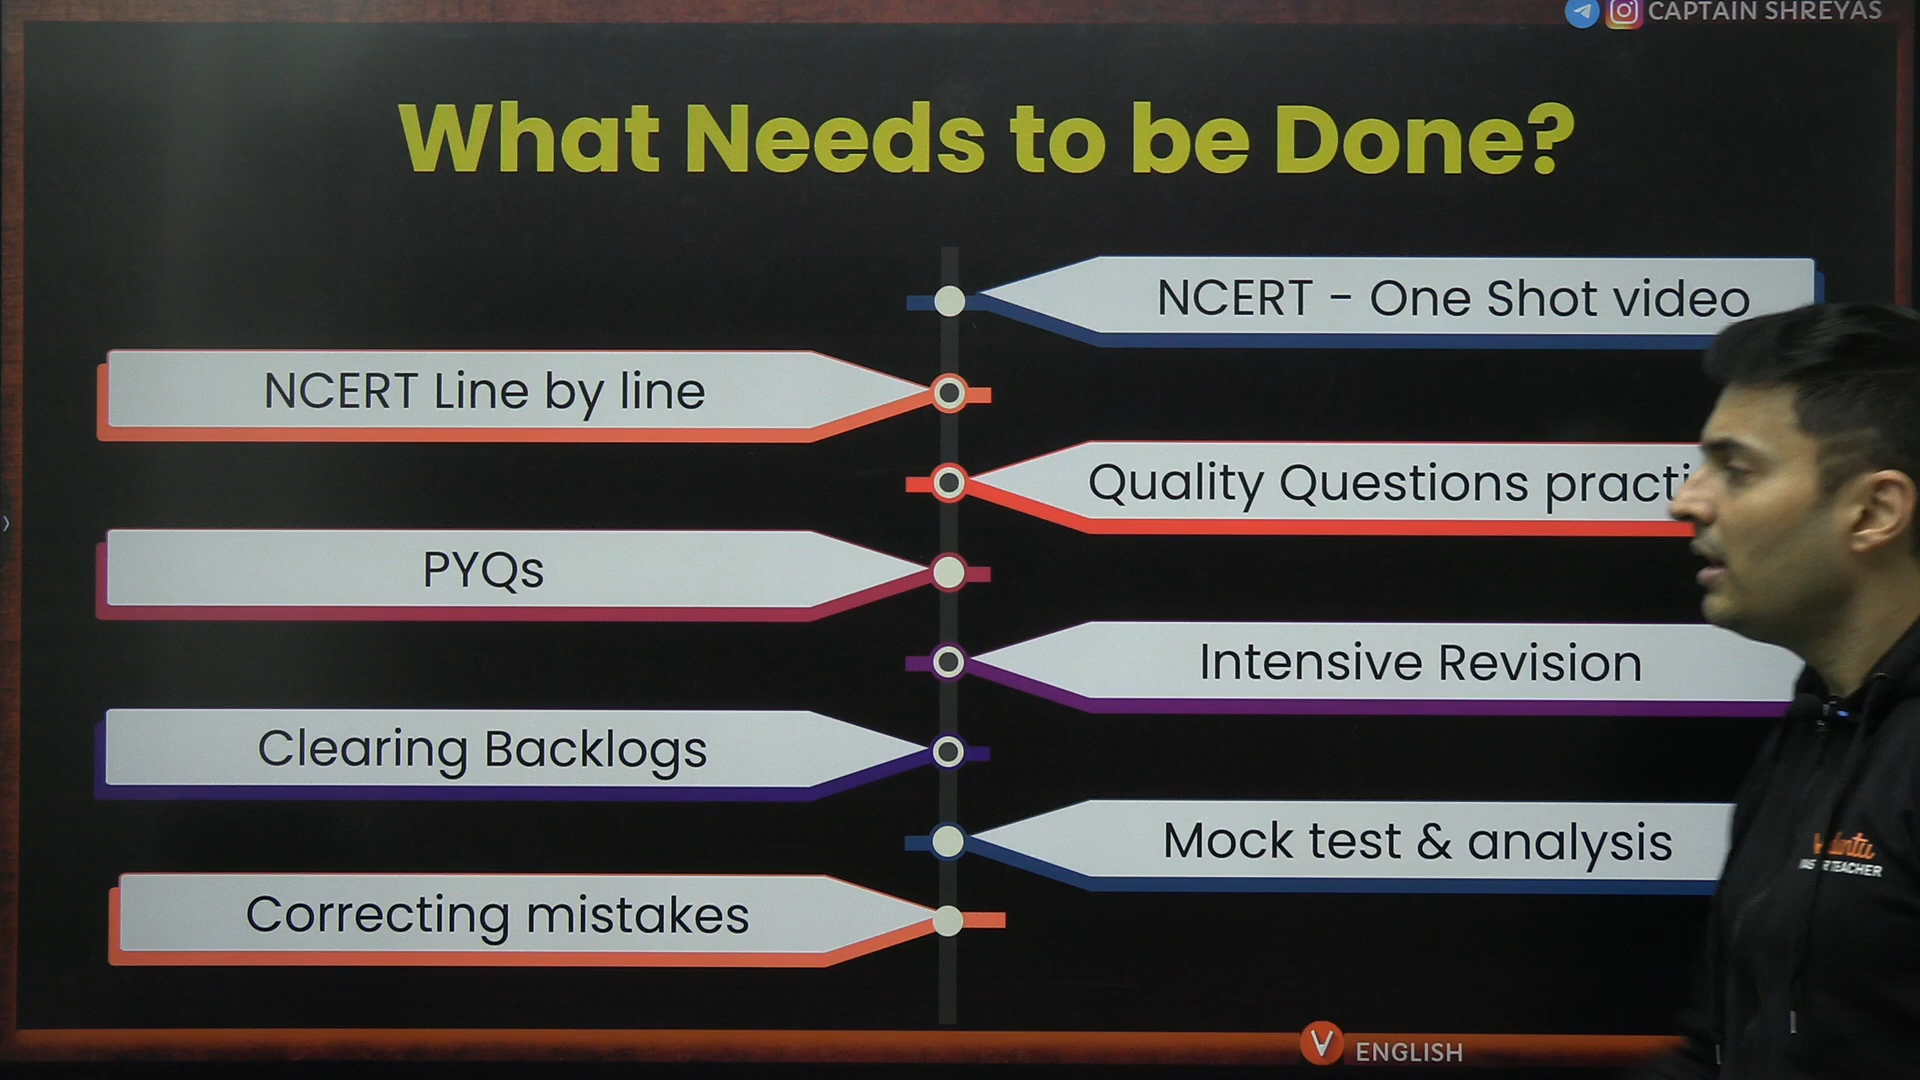 CAPTAIN SHREYAS
What Needs to be Done?
NCERT - One Shot video
NCERT Line by line
Quality Questions
PYQs
Intensive Revision
Clearing Backlogs
Mock test & analysis
Correcting mistakes
TEACHER
ENGLISH